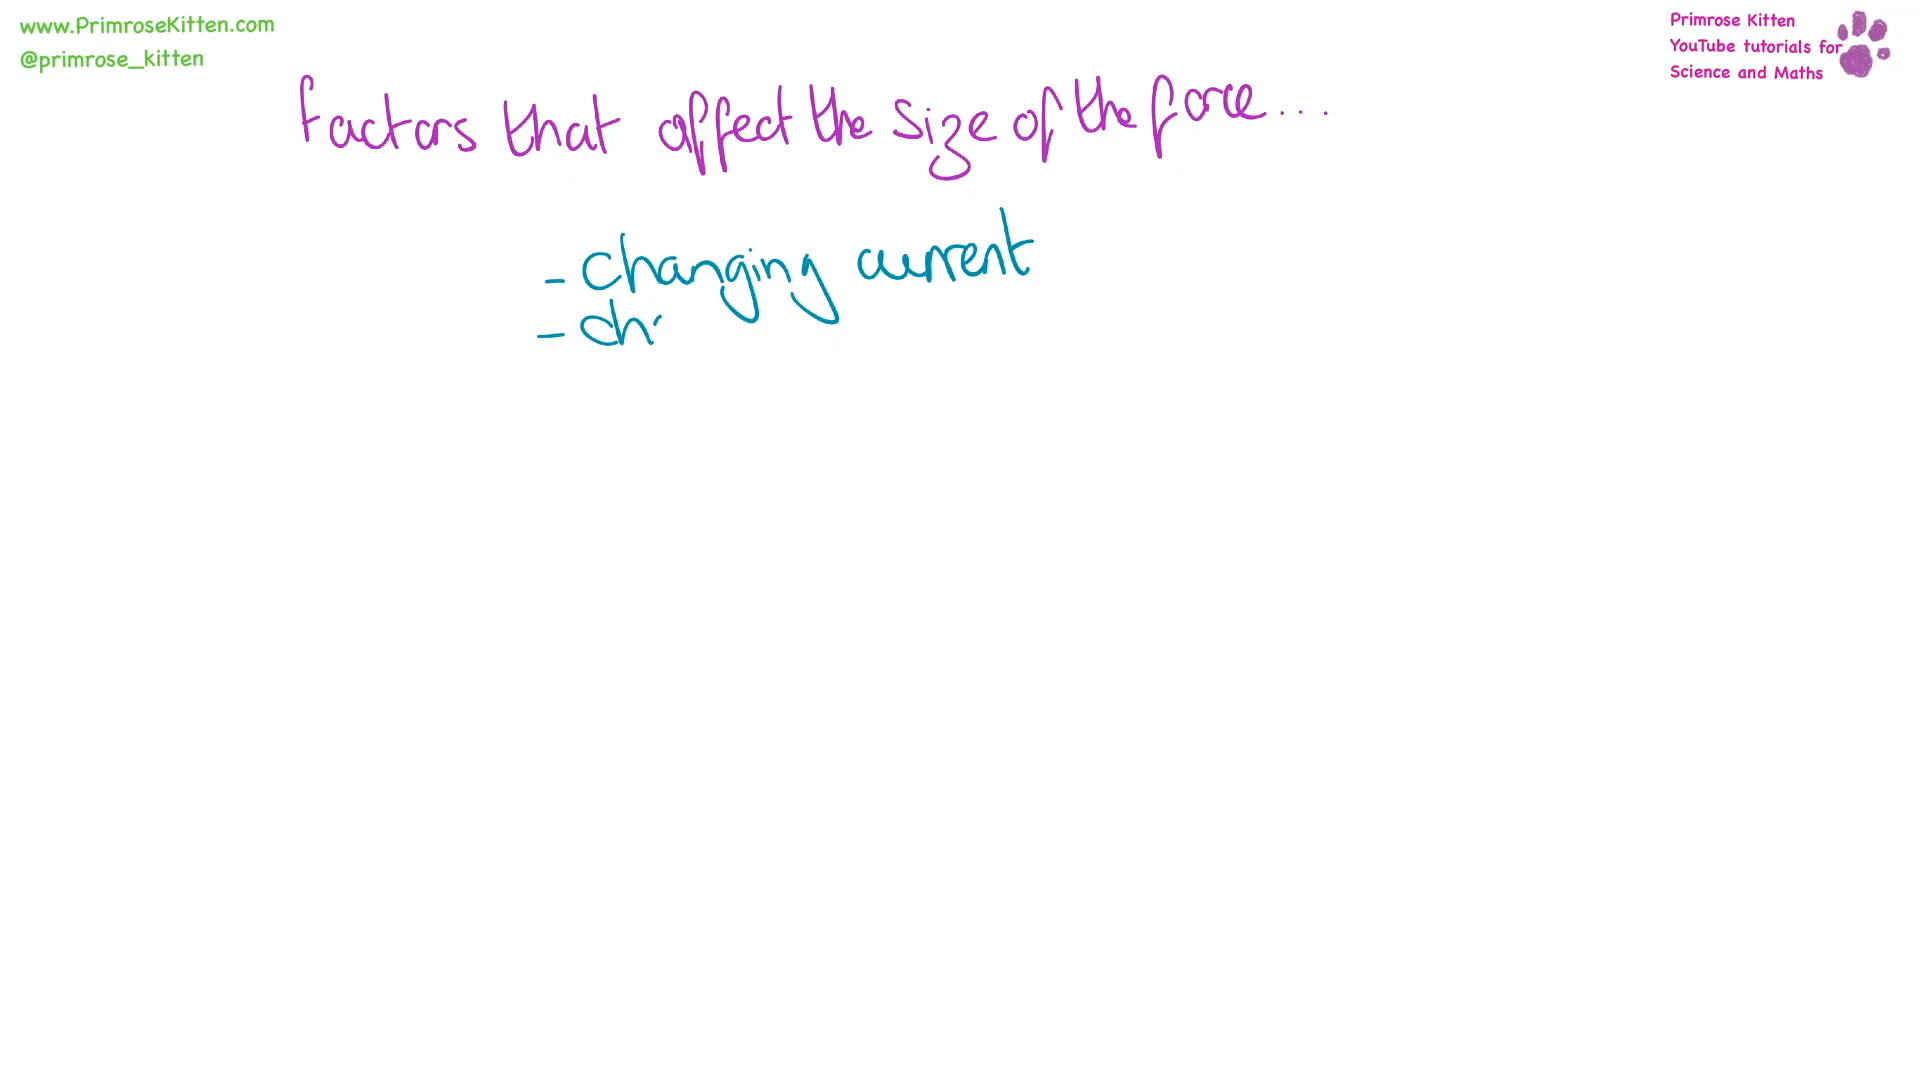 www.PrimroseKitten.com
@primrose_kitten
Primrose Kitten
YouTube tutorials for
Science and Maths
Factors that affect the size of the force...
- Changing current
- Ch